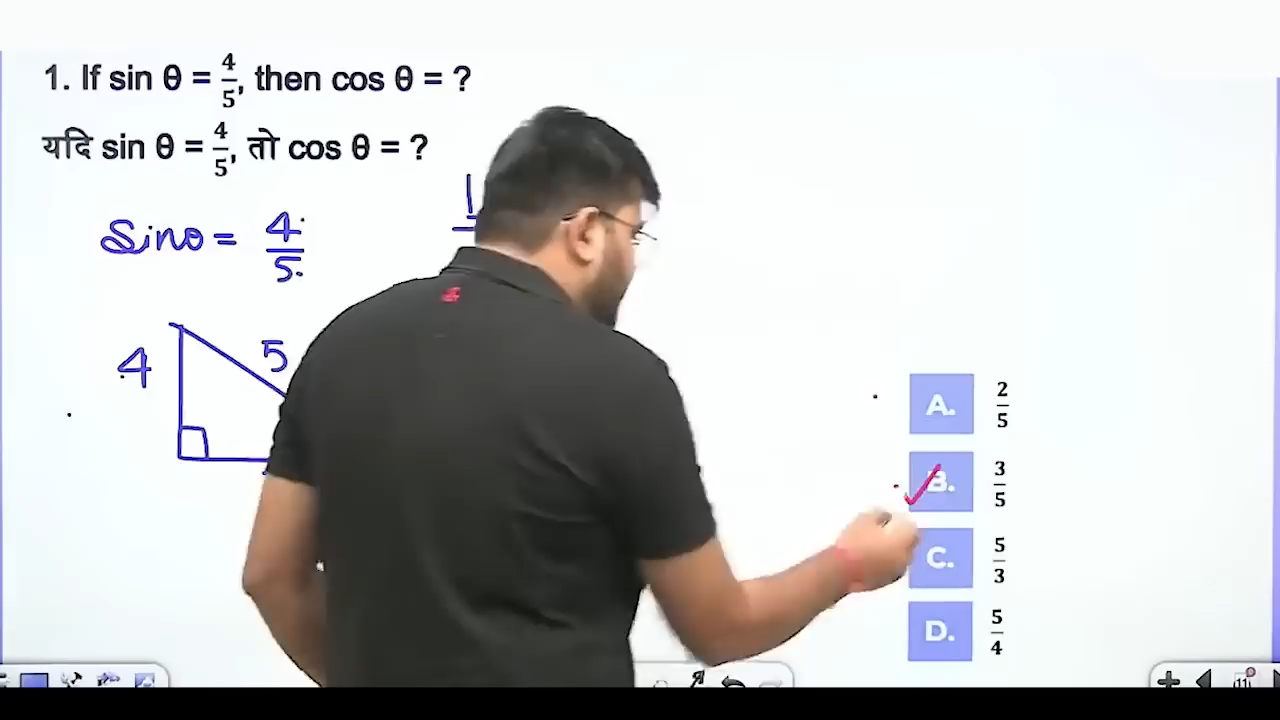 1. If sin θ = 4/5, then cos θ = ?
यदि sin θ = 4/5, तो cos θ = ?
sinθ = 4/5
4
5
A. 2/5
B. 3/5
C. 5/3
D. 5/4